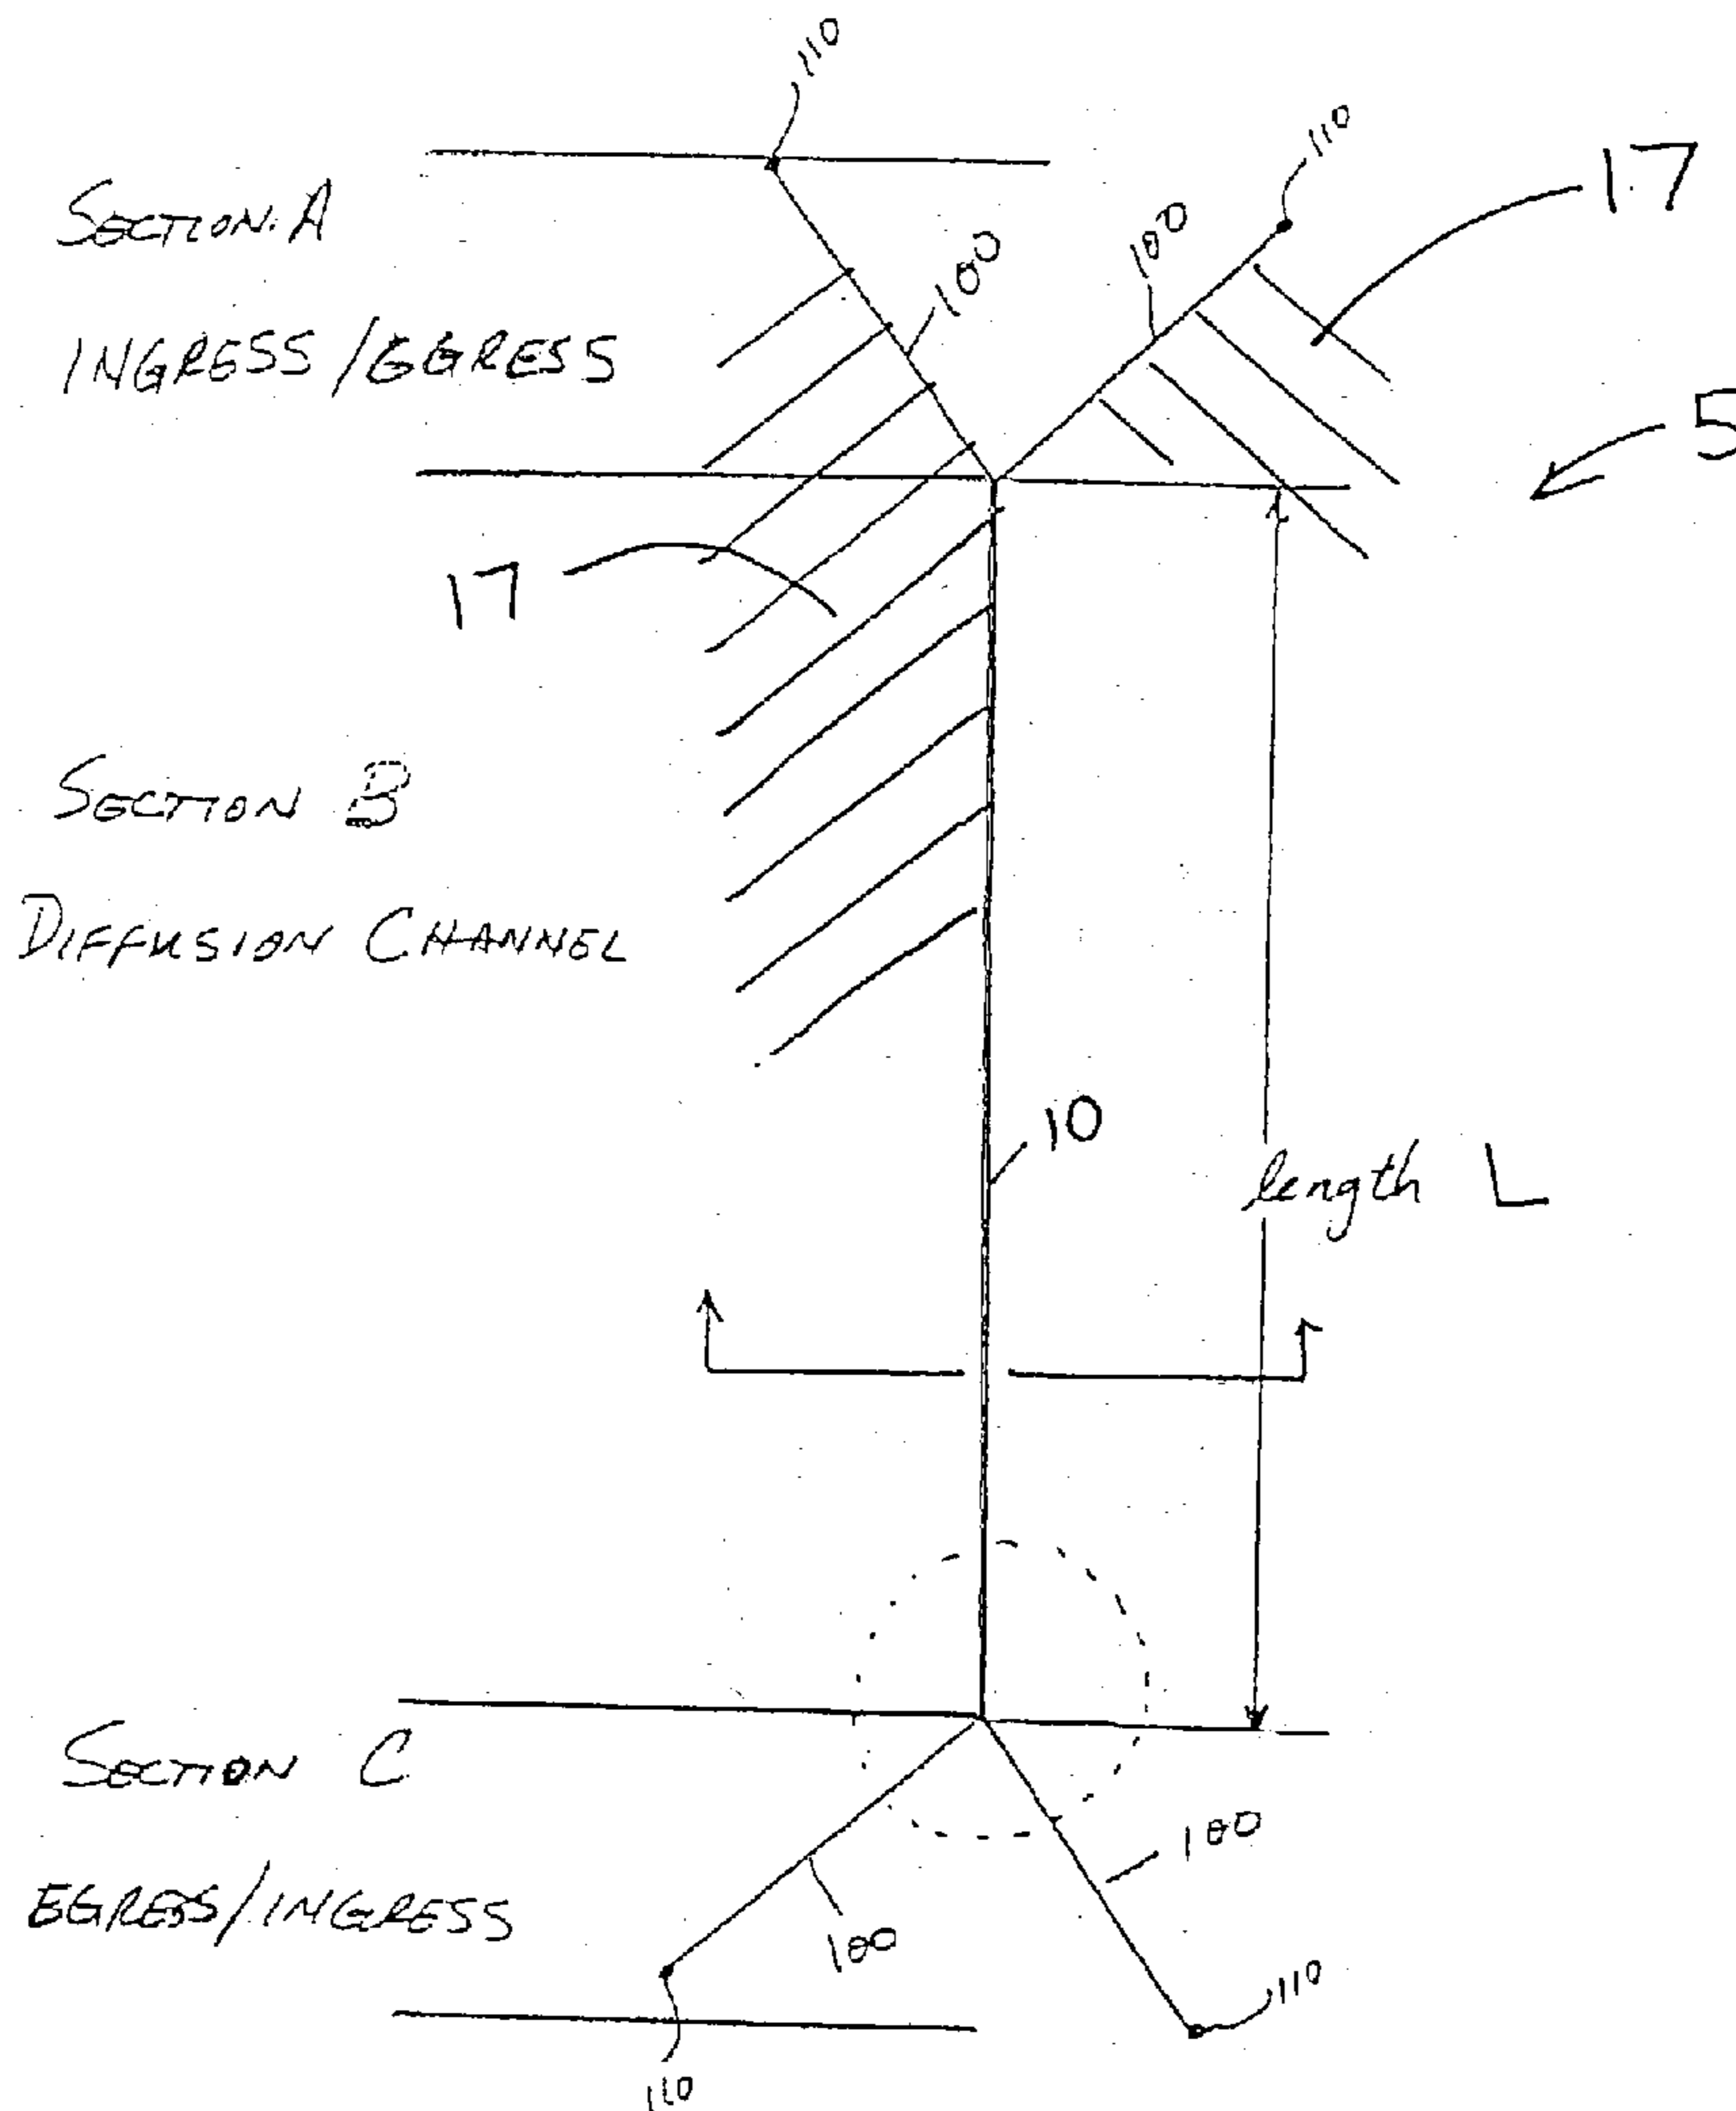 110
110
17
SECTION A
100
100
INGRESS/EGRESS
5
17
SECTION B
DIFFUSION CHANNEL
10
length L
SECTION C
100
EGRESS/INGRESS
100
110
110